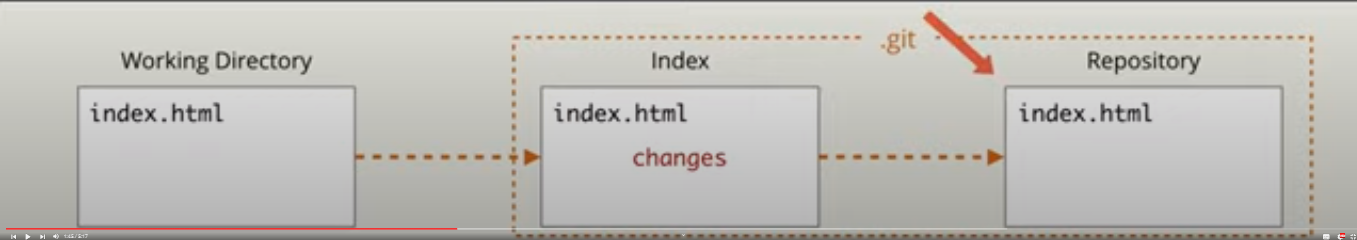 .git
Working Directory
Index
Repository
index.html
index.html
index.html
changes